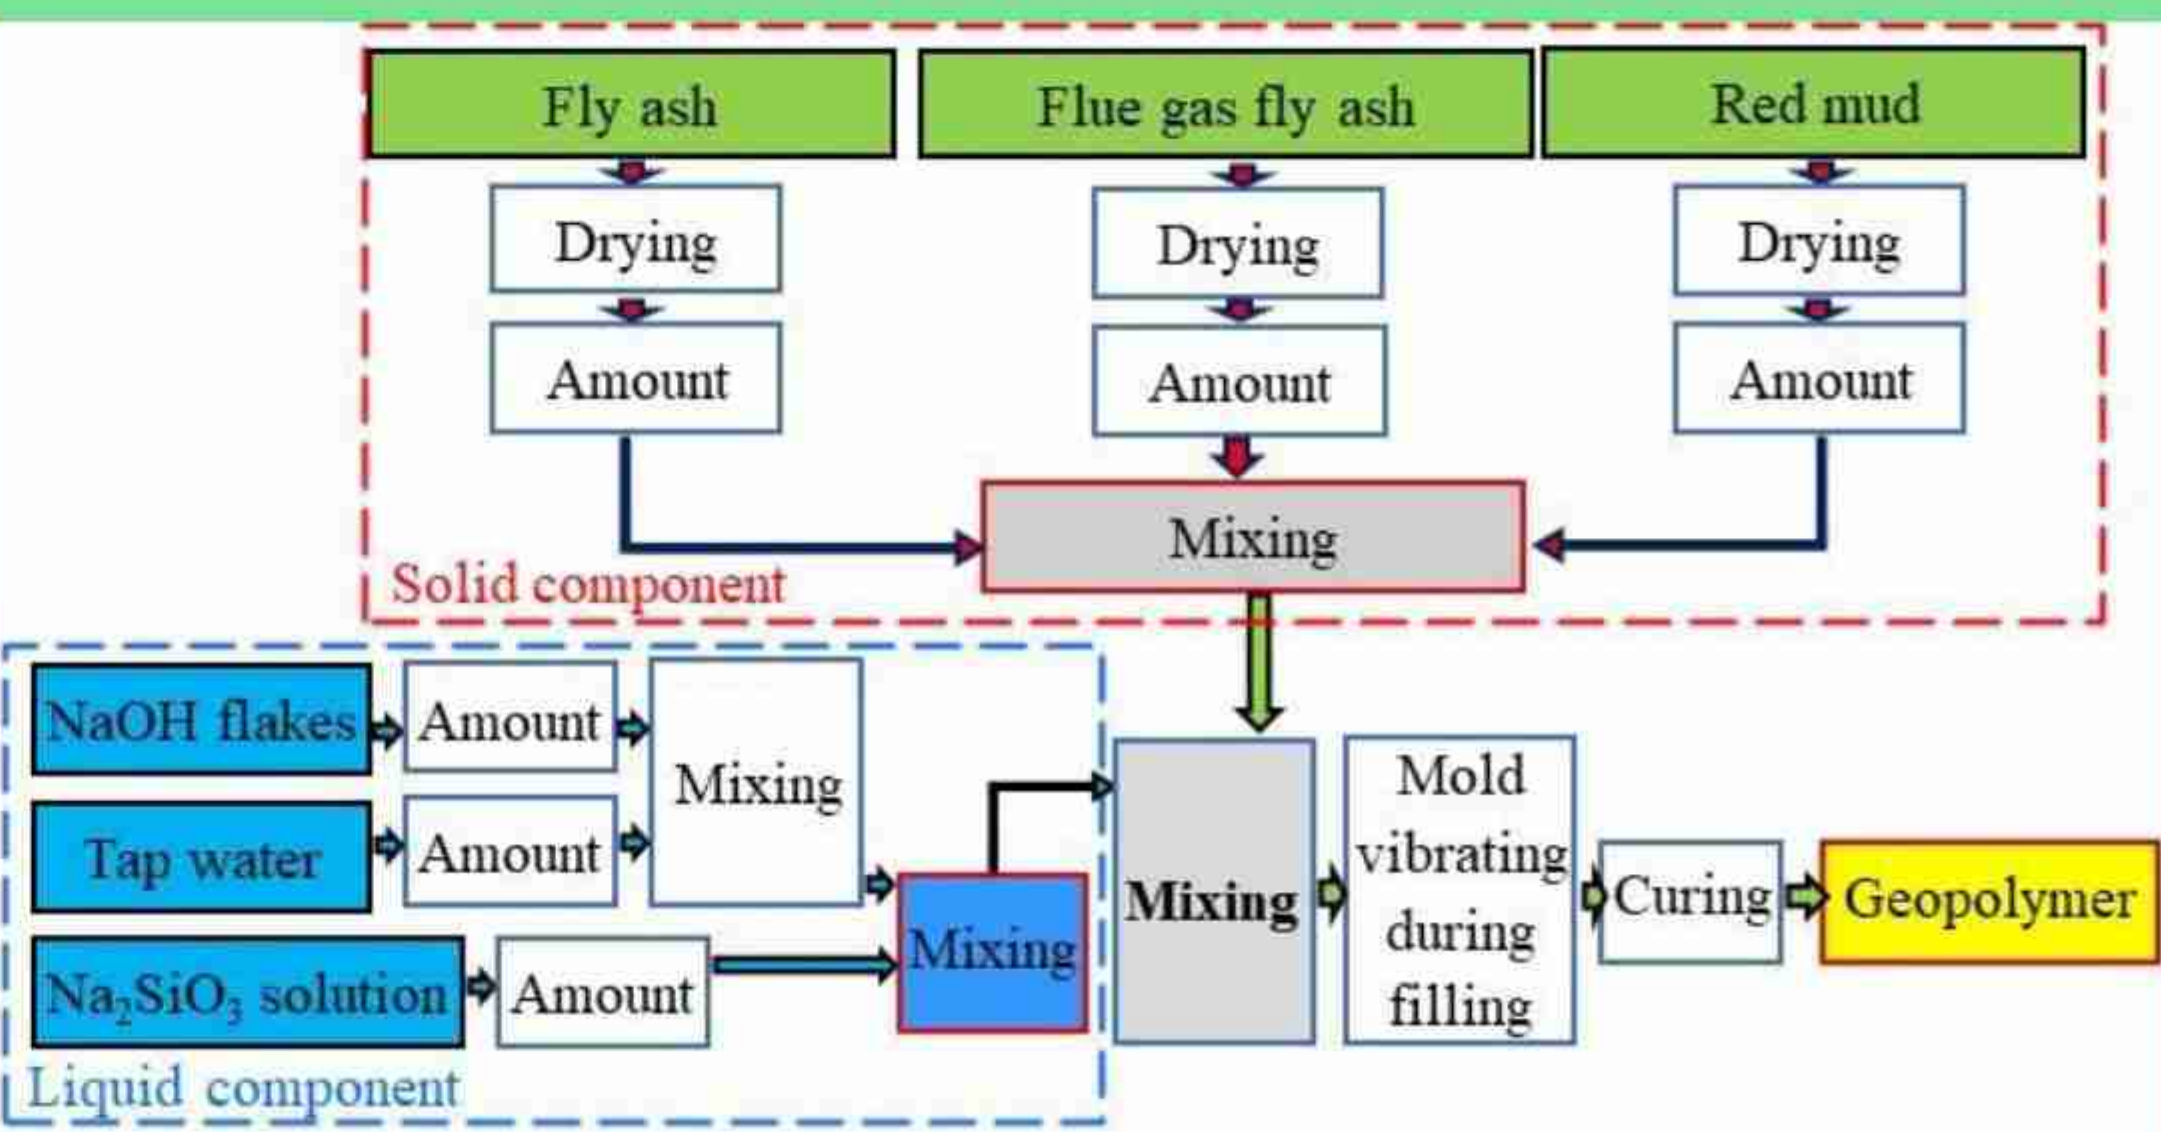 Fly ash
Flue gas fly ash
Red mud
Drying
Drying
Drying
Amount
Amount
Amount
Mixing
Solid component
NaOH flakes
Amount
Mixing
Tap water
Amount
Na₂SiO₃ solution
Amount
Mixing
Liquid component
Mixing
Mold
vibrating
during
filling
Curing
Geopolymer